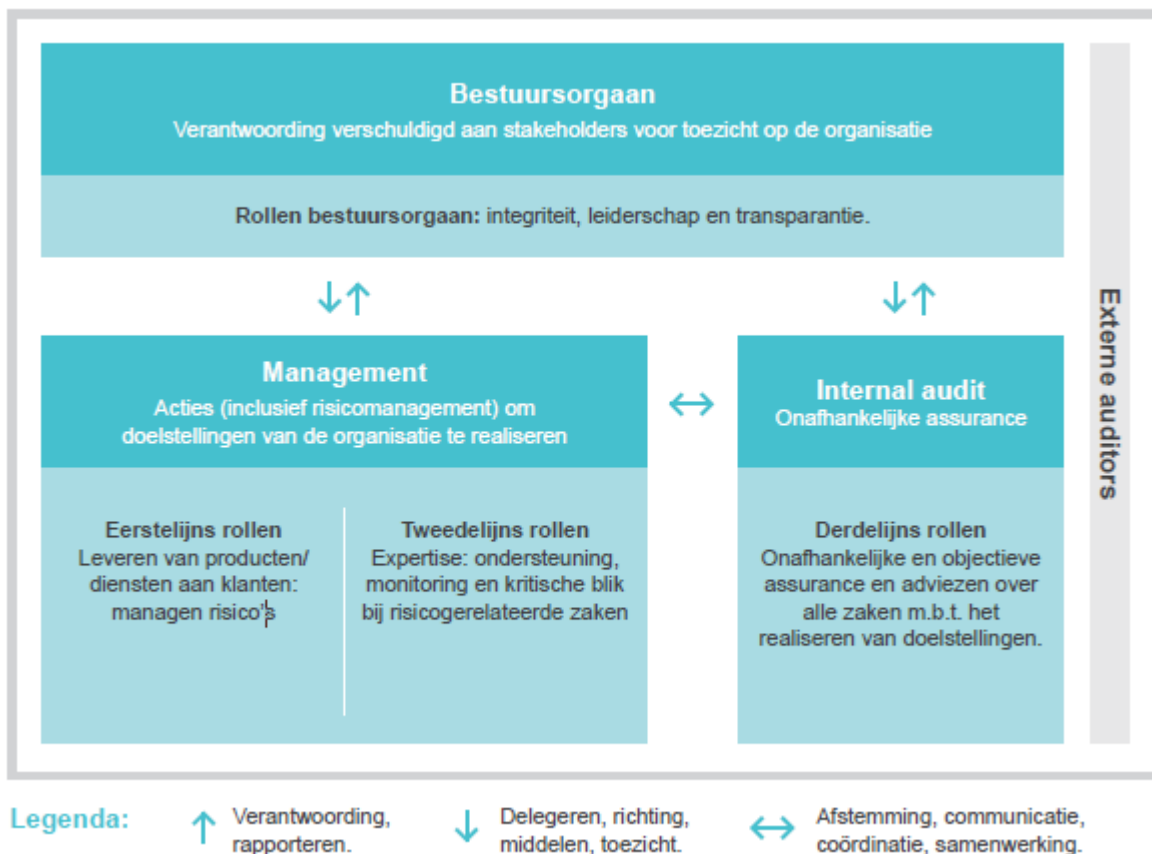 Bestuursorgaan
Verantwoording verschuldigd aan stakeholders voor toezicht op de organisatie
Rollen bestuursorgaan: integriteit, leiderschap en transparantie.
Management
Acties (inclusief risicomanagement) om
doelstellingen van de organisatie te realiseren
Eerstelijns rollen
Leveren van producten/
diensten aan klanten:
managen risico's
Tweedelijns rollen
Expertise: ondersteuning,
monitoring en kritische blik
bij risicogerelateerde zaken
Internal audit
Onafhankelijke assurance
Derdelijns rollen
Onafhankelijke en objectieve
assurance en adviezen over
alle zaken m.b.t. het
realiseren van doelstellingen.
Externe auditors
Legenda:
Verantwoording,
rapporteren.
Delegeren, richting,
middelen, toezicht.
Afstemming, communicatie,
coördinatie, samenwerking.